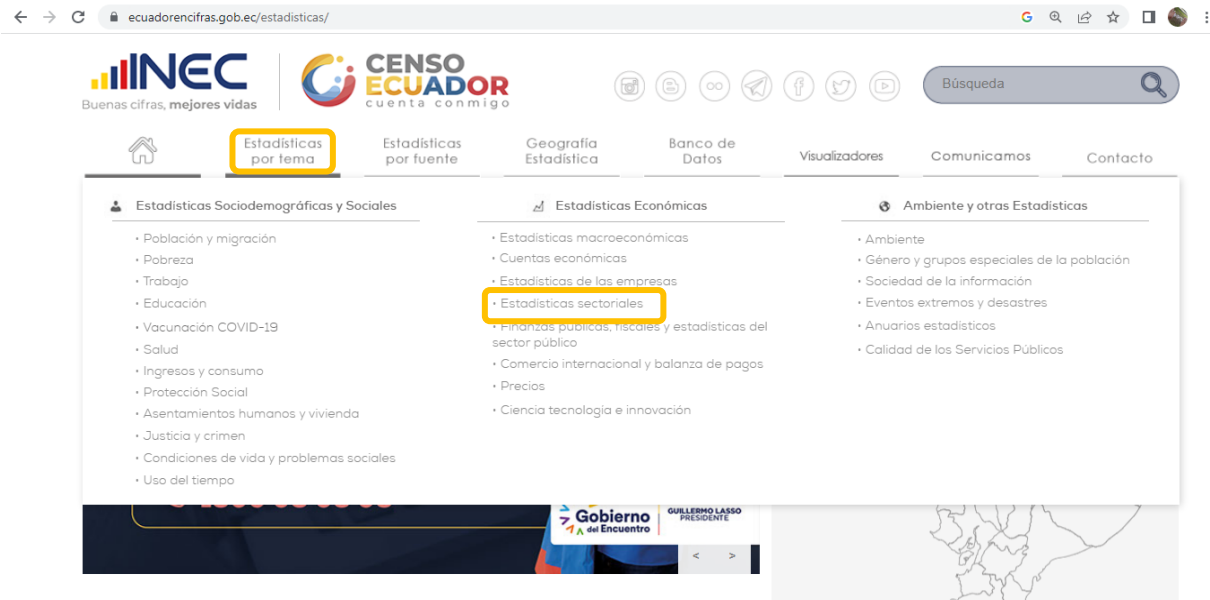 ecuadorencifras.gob.ec/estadisticas/
INEC
Buenas cifras, mejores vidas
CENSO
ECUADOR
cuenta conmigo
Búsqueda
Estadísticas
por tema
Estadísticas
por fuente
Geografía
Estadística
Banco de
Datos
Visualizadores
Comunicamos
Contacto
Estadísticas Sociodemográficas y Sociales
• Población y migración
• Pobreza
• Trabajo
• Educación
• Vacunación COVID-19
• Salud
• Ingresos y consumo
• Protección Social
• Asentamientos humanos y vivienda
• Justicia y crimen
• Condiciones de vida y problemas sociales
• Uso del tiempo
Estadísticas Económicas
• Estadísticas macroeconómicas
• Cuentas económicas
• Estadísticas de las empresas
• Estadísticas sectoriales
• Finanzas públicas, fiscales y estadísticas del
sector público
• Comercio internacional y balanza de pagos
• Precios
• Ciencia tecnología e innovación
Ambiente y otras Estadísticas
• Ambiente
• Género y grupos especiales de la población
• Sociedad de la información
• Eventos extremos y desastres
• Anuarios estadísticos
• Calidad de los Servicios Públicos
Gobierno
del Encuentro
GUILLERMO LASSO
PRESIDENTE
< >